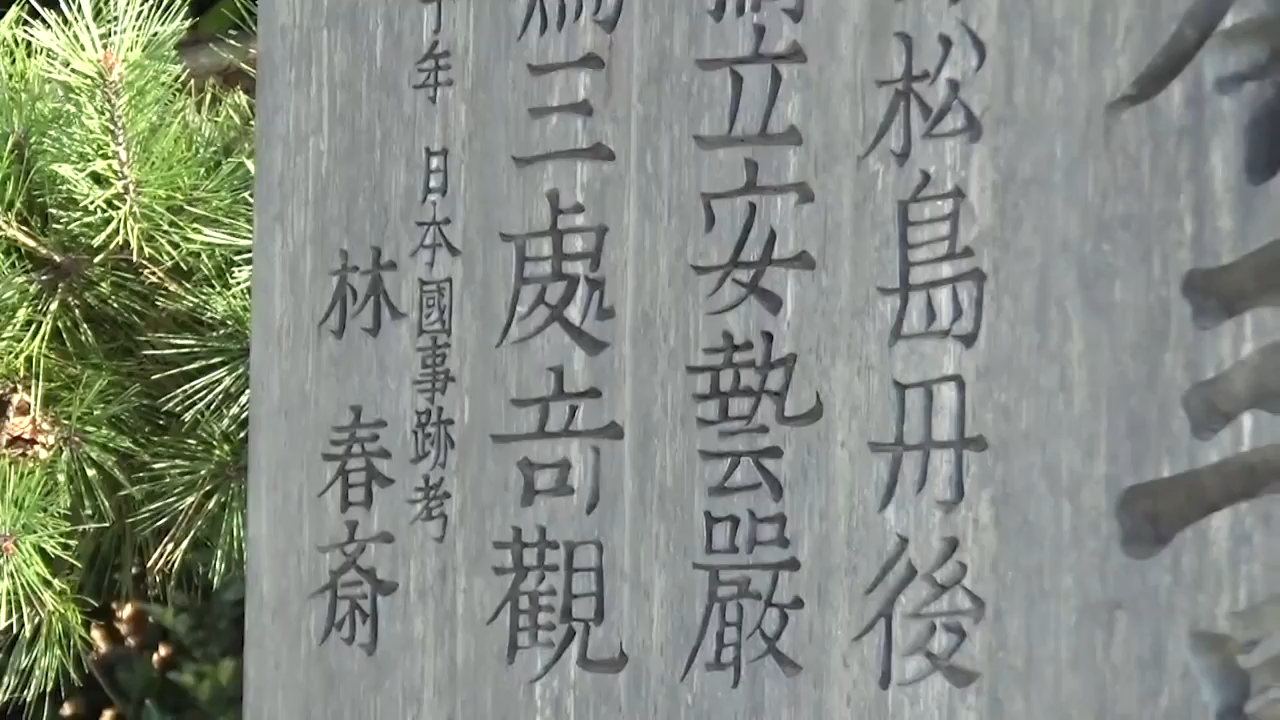 松島丹後
立安藝嚴
三處竒觀
年 日本國事跡考
林 春斎